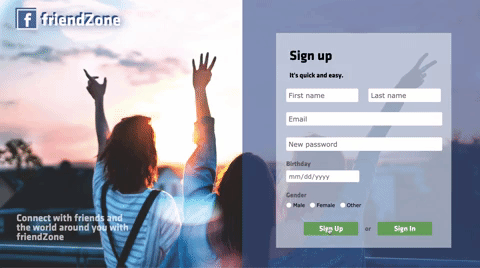 f friendZone
Sign up
It's quick and easy.
First name
Last name
Email
New password
Birthday
mm/dd/yyyy
Gender
Male Female Other
Sign Up or Sign In
Connect with friends and
the world around you with
friendZone